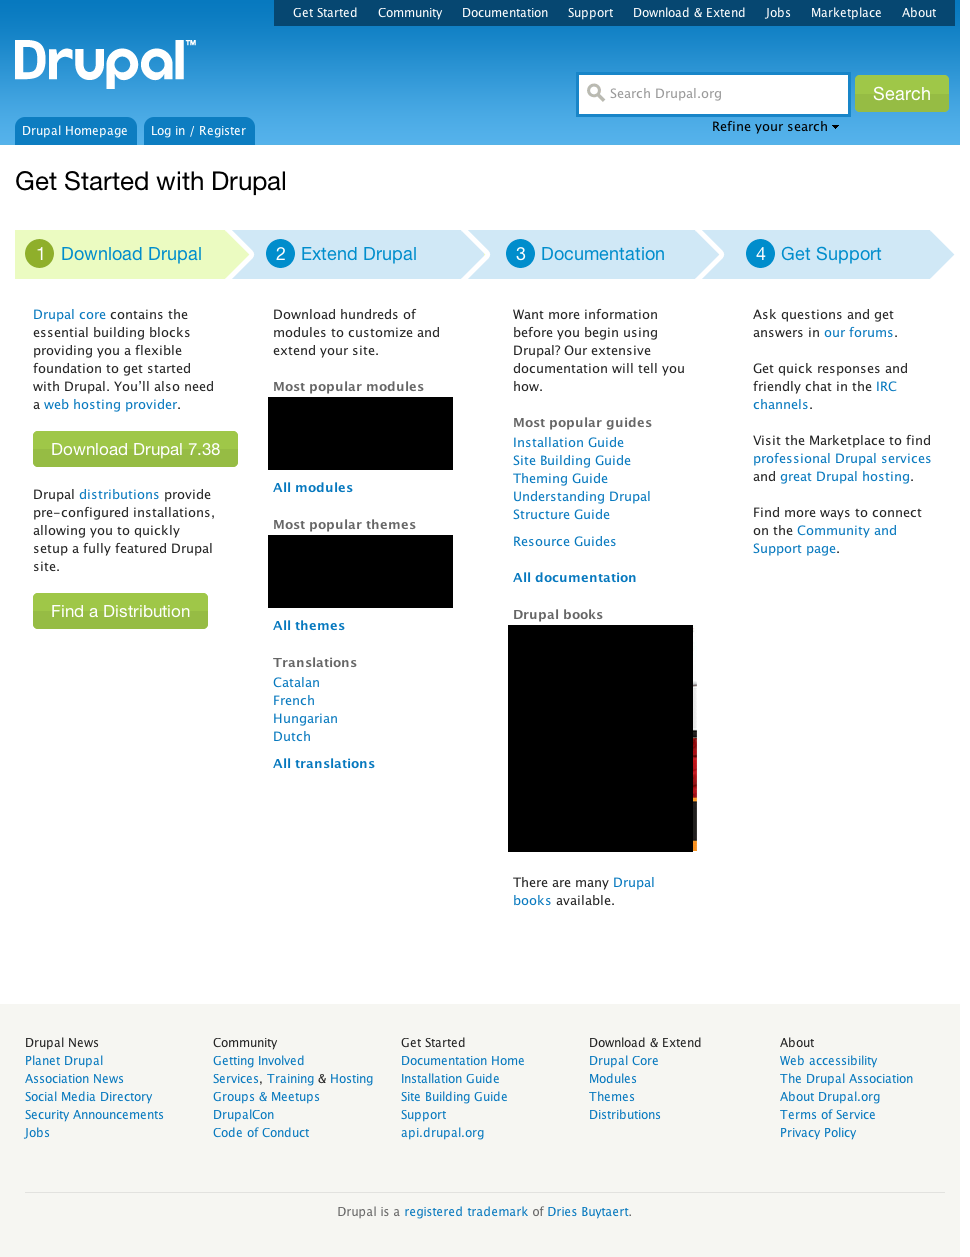 Get Started Community Documentation Support Download & Extend Jobs Marketplace About
Drupal™
Search Drupal.org
Search
Refine your search
Drupal Homepage
Log in / Register
Get Started with Drupal
1 Download Drupal
2 Extend Drupal
3 Documentation
4 Get Support
Drupal core contains the
essential building blocks
providing you a flexible
foundation to get started
with Drupal. You'll also need
a web hosting provider.
Download Drupal 7.38
Drupal distributions provide
pre-configured installations,
allowing you to quickly
setup a fully featured Drupal
site.
Find a Distribution
Download hundreds of
modules to customize and
extend your site.
Most popular modules
All modules
Most popular themes
All themes
Translations
Catalan
French
Hungarian
Dutch
All translations
Want more information
before you begin using
Drupal? Our extensive
documentation will tell you
how.
Most popular guides
Installation Guide
Site Building Guide
Theming Guide
Understanding Drupal
Structure Guide
Resource Guides
All documentation
Drupal books
There are many Drupal
books available.
Ask questions and get
answers in our forums.
Get quick responses and
friendly chat in the IRC
channels.
Visit the Marketplace to find
professional Drupal services
and great Drupal hosting.
Find more ways to connect
on the Community and
Support page.
Drupal News
Planet Drupal
Association News
Social Media Directory
Security Announcements
Jobs
Community
Getting Involved
Services, Training & Hosting
Groups & Meetups
DrupalCon
Code of Conduct
Get Started
Documentation Home
Installation Guide
Site Building Guide
Support
api.drupal.org
Download & Extend
Drupal Core
Modules
Themes
Distributions
About
Web accessibility
The Drupal Association
About Drupal.org
Terms of Service
Privacy Policy
Drupal is a registered trademark of Dries Buytaert.